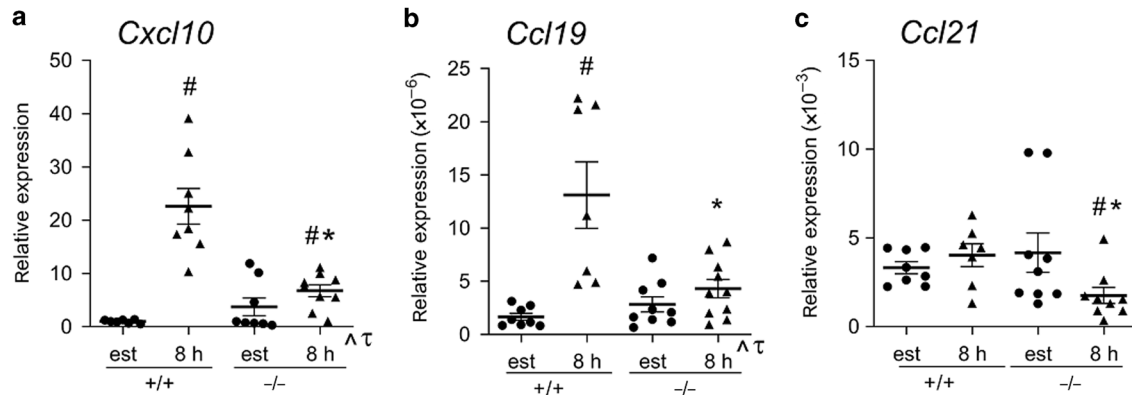 a
Cxcl10
Relative expression
50
40
30
20
10
0
#
#*
^ τ
est
8 h
est
8 h
+/+
–/–
b
Ccl19
Relative expression (×10⁻⁶)
25
20
15
10
5
0
#
*
^ τ
est
8 h
est
8 h
+/+
–/–
c
Ccl21
Relative expression (×10⁻³)
15
10
5
0
#*
est
8 h
est
8 h
+/+
–/–